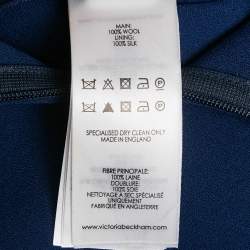 MAIN:
100% WOOL
LINING:
100% SILK
SPECIALISED DRY CLEAN ONLY
MADE IN ENGLAND
FIBRE PRINCIPALE:
100% LAINE
DOUBLURE:
100% SOIE
NETTOYAGE A SEC SPÉCIALISÉ
UNIQUEMENT
FABRIQUÉ EN ANGLETERRE
www.victoriabeckham.com